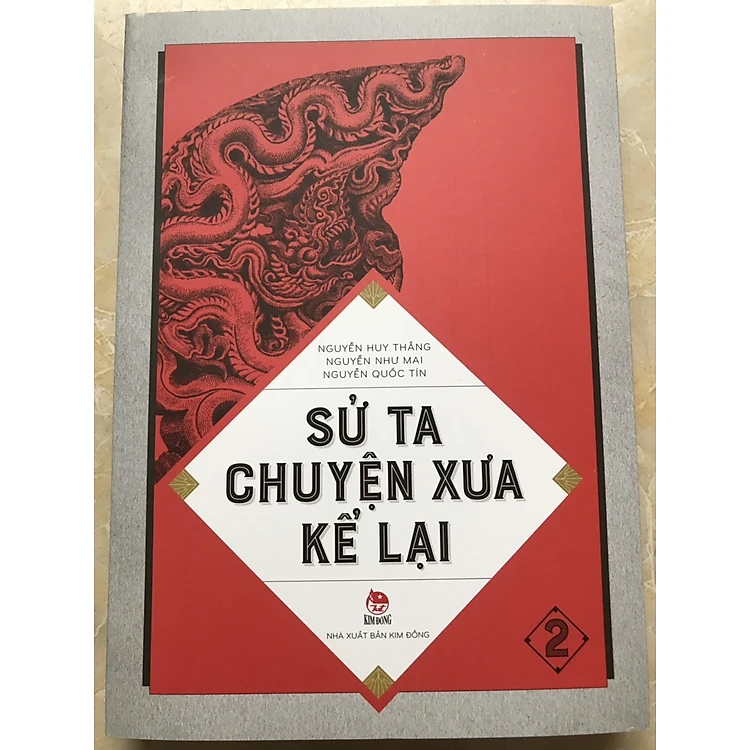 NGUYỄN HUY THẮNG
NGUYỄN NHƯ MAI
NGUYỄN QUỐC TÍN
SỬ TA
CHUYỆN XƯA
KỂ LẠI
KIM ĐỒNG
NHÀ XUẤT BẢN KIM ĐỒNG
2